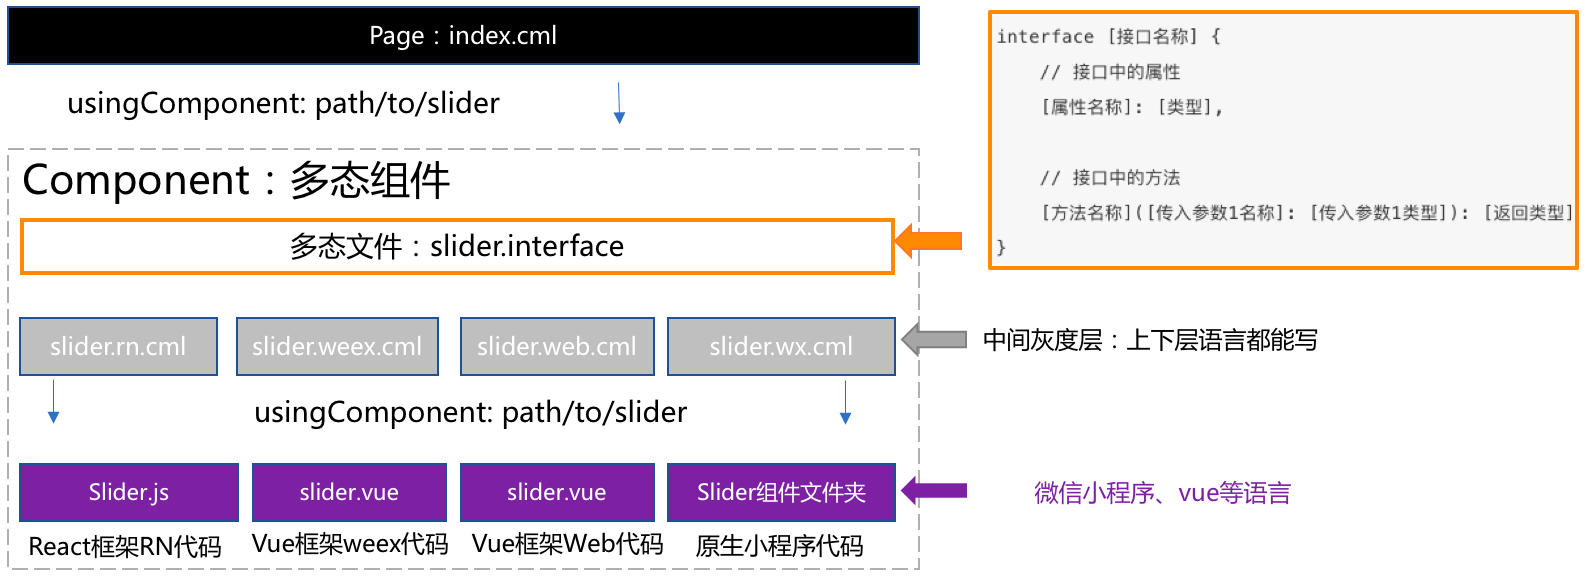 Page：index.cml
usingComponent: path/to/slider
Component：多态组件
多态文件：slider.interface
interface [接口名称] {
// 接口中的属性
[属性名称]: [类型],
// 接口中的方法
[方法名称]([传入参数1名称]: [传入参数1类型]): [返回类型]
}
slider.rn.cml
slider.weex.cml
slider.web.cml
slider.wx.cml
中间灰度层：上下层语言都能写
usingComponent: path/to/slider
Slider.js
slider.vue
slider.vue
Slider组件文件夹
微信小程序、vue等语言
React框架RN代码
Vue框架weex代码
Vue框架Web代码
原生小程序代码